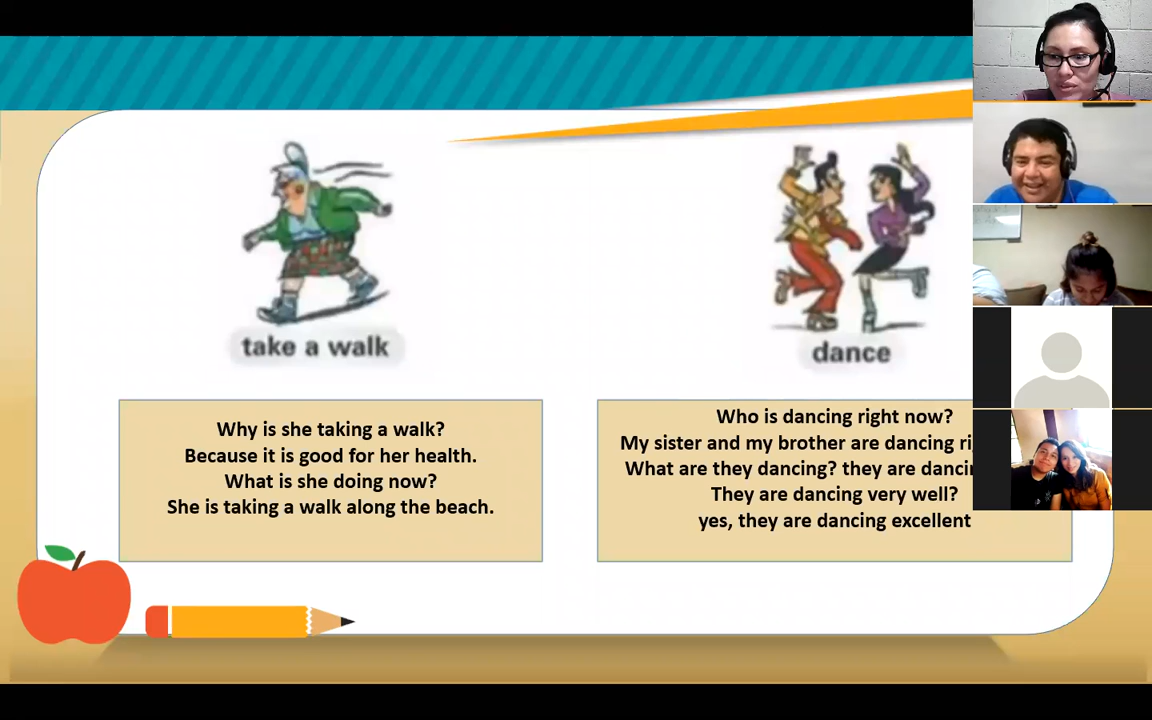 take a walk
dance
Why is she taking a walk?
Because it is good for her health.
What is she doing now?
She is taking a walk along the beach.
Who is dancing right now?
My sister and my brother are dancing
What are they dancing? they are
They are dancing very well?
yes, they are dancing excellent